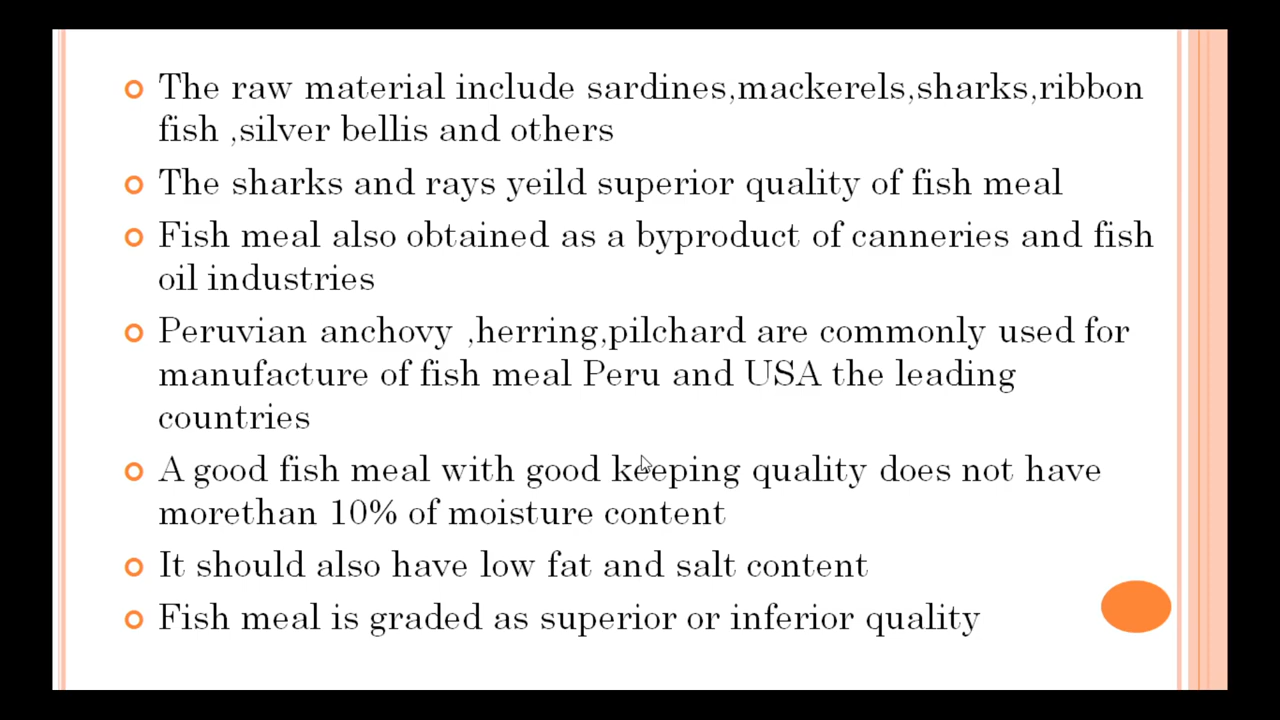 The raw material include sardines,mackerels,sharks,ribbon
fish ,silver bellis and others
The sharks and rays yeild superior quality of fish meal
Fish meal also obtained as a byproduct of canneries and fish
oil industries
Peruvian anchovy ,herring,pilchard are commonly used for
manufacture of fish meal Peru and USA the leading
countries
A good fish meal with good keeping quality does not have
morethan 10% of moisture content
It should also have low fat and salt content
Fish meal is graded as superior or inferior quality